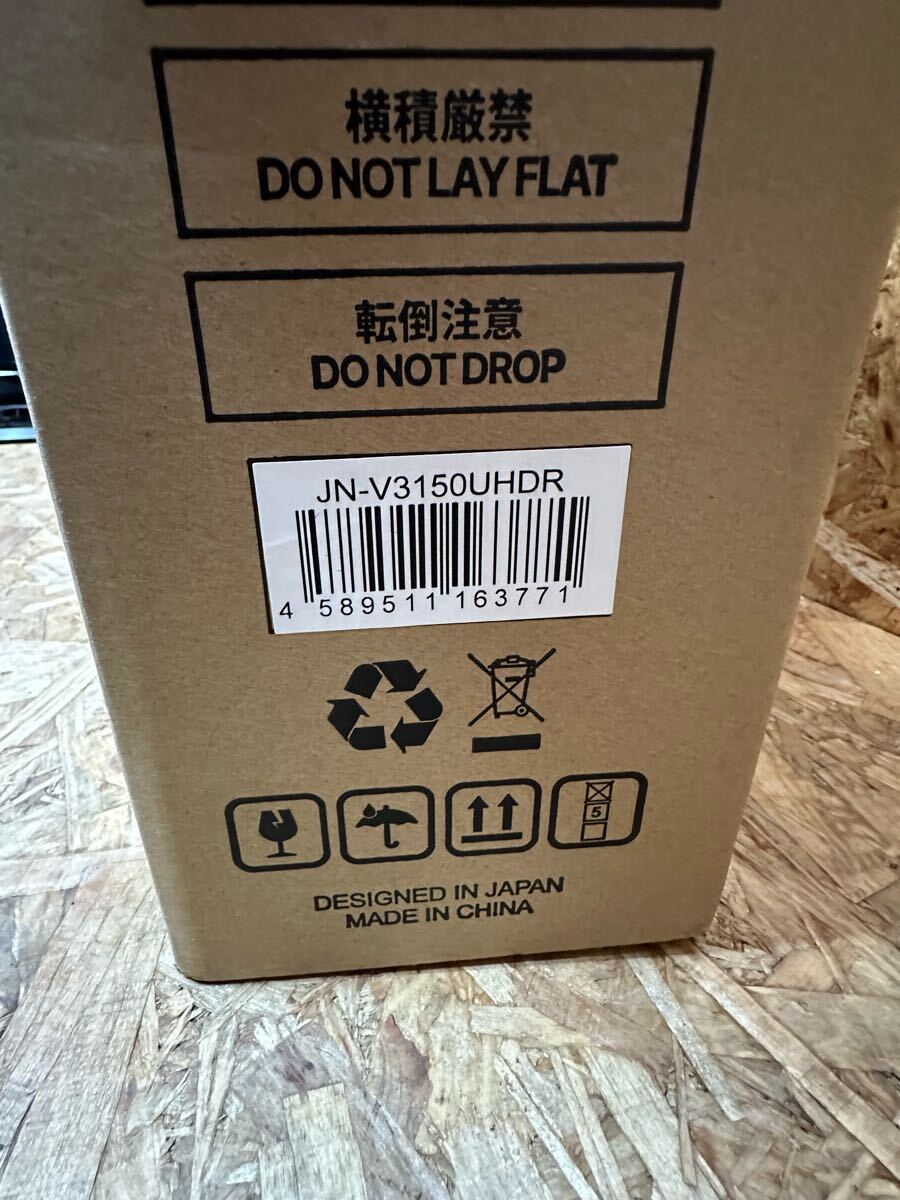 横積厳禁
DO NOT LAY FLAT
転倒注意
DO NOT DROP
JN-V3150UHDR
4 589511 163771
5
DESIGNED IN JAPAN
MADE IN CHINA